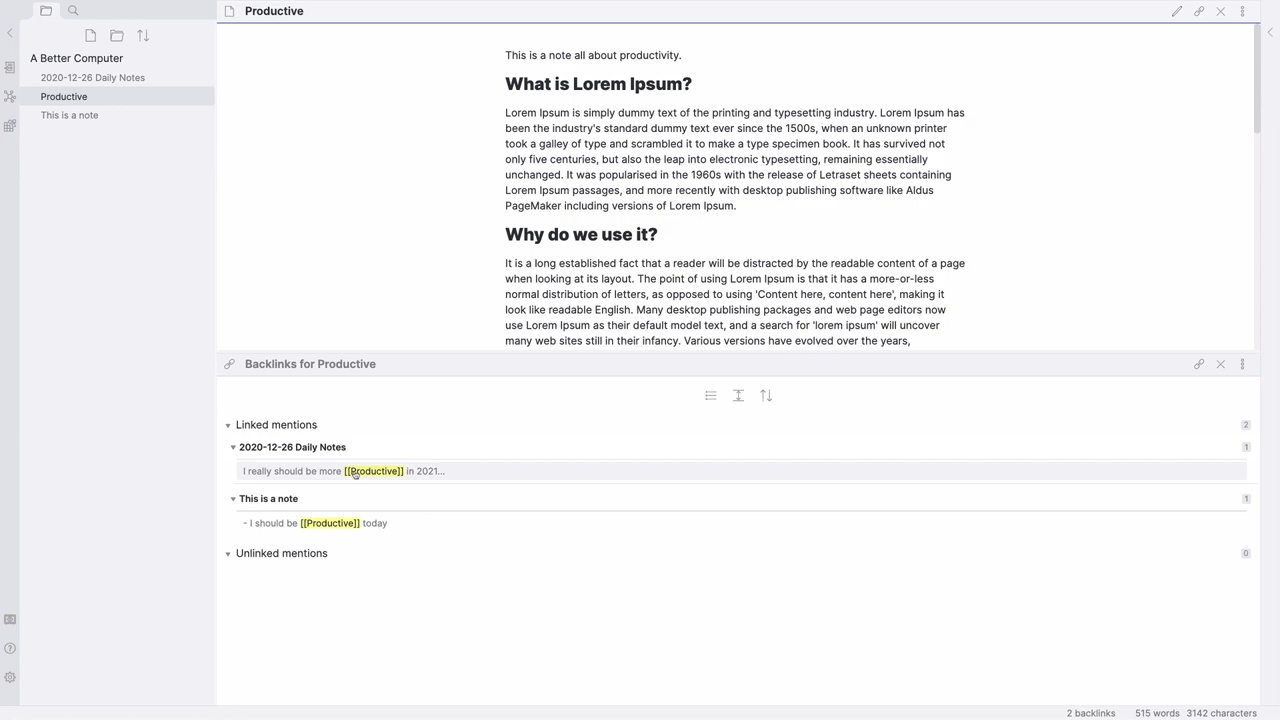 Productive
A Better Computer
2020-12-26 Daily Notes
Productive
This is a note
This is a note all about productivity.
What is Lorem Ipsum?
Lorem Ipsum is simply dummy text of the printing and typesetting industry. Lorem Ipsum has
been the industry's standard dummy text ever since the 1500s, when an unknown printer
took a galley of type and scrambled it to make a type specimen book. It has survived not
only five centuries, but also the leap into electronic typesetting, remaining essentially
unchanged. It was popularised in the 1960s with the release of Letraset sheets containing
Lorem Ipsum passages, and more recently with desktop publishing software like Aldus
PageMaker including versions of Lorem Ipsum.
Why do we use it?
It is a long established fact that a reader will be distracted by the readable content of a page
when looking at its layout. The point of using Lorem Ipsum is that it has a more-or-less
normal distribution of letters, as opposed to using 'Content here, content here', making it
look like readable English. Many desktop publishing packages and web page editors now
use Lorem Ipsum as their default model text, and a search for 'lorem ipsum' will uncover
many web sites still in their infancy. Various versions have evolved over the years,
Backlinks for Productive
Linked mentions 2
2020-12-26 Daily Notes 1
I really should be more [[Productive]] in 2021...
This is a note 1
- I should be [[Productive]] today
Unlinked mentions 0
2 backlinks 515 words 3142 characters